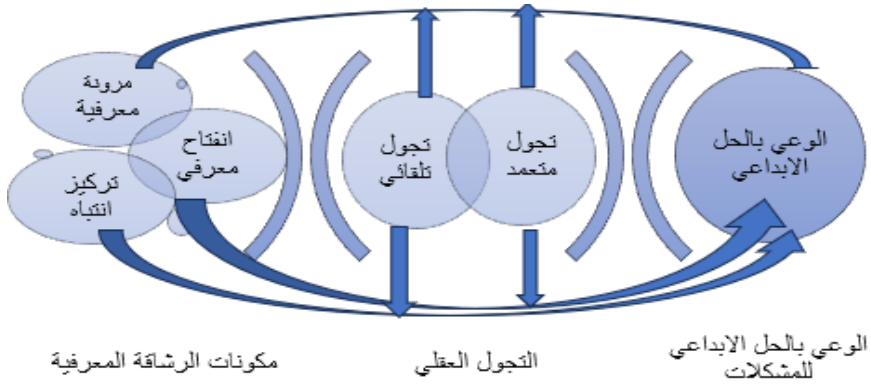 مرونة
معرفية
انفتاح
معرفي
تركيز
انتباه
تجول
تلقائي
تجول
متعمد
الوعي بالحل
الابداعي
الوعي بالحل الابداعي
للمشكلات
التجول العقلي
مكونات الرشاقة المعرفية